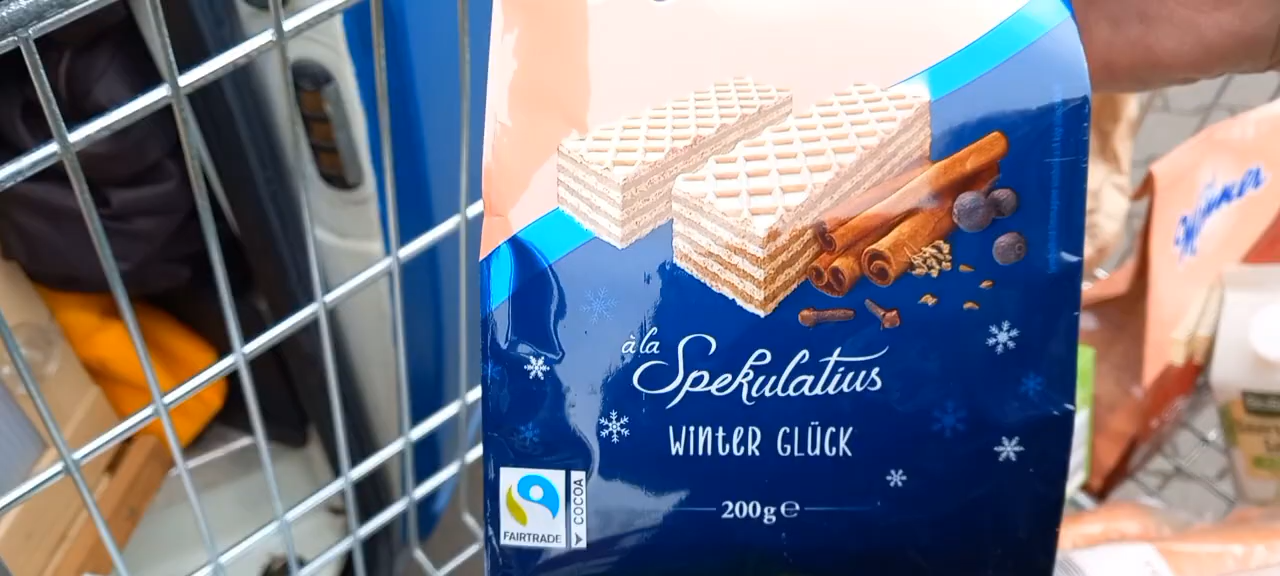 à la
Spekulatius
WINTER GLÜCK
200g℮
FAIRTRADE
COCOA